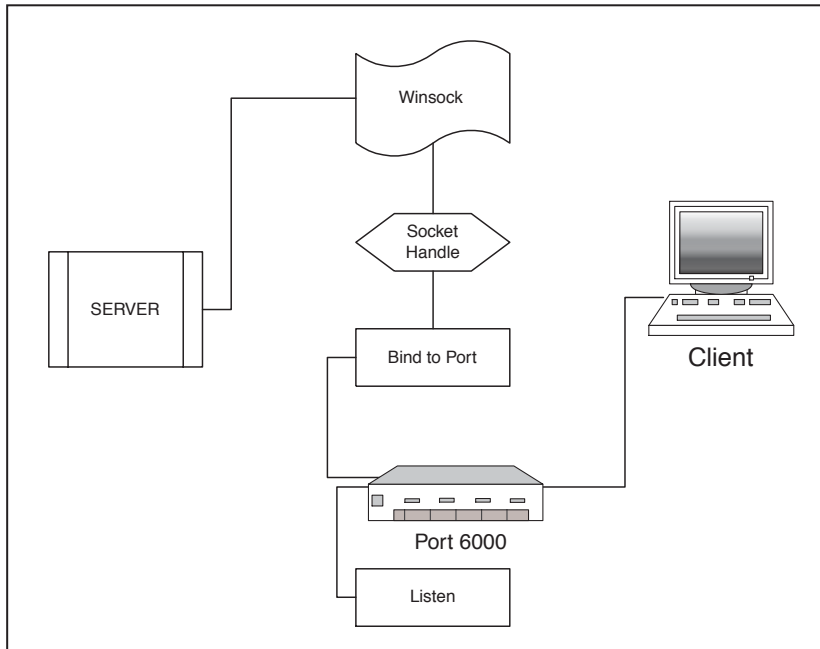 Winsock
Socket
Handle
SERVER
Bind to Port
Client
Port 6000
Listen